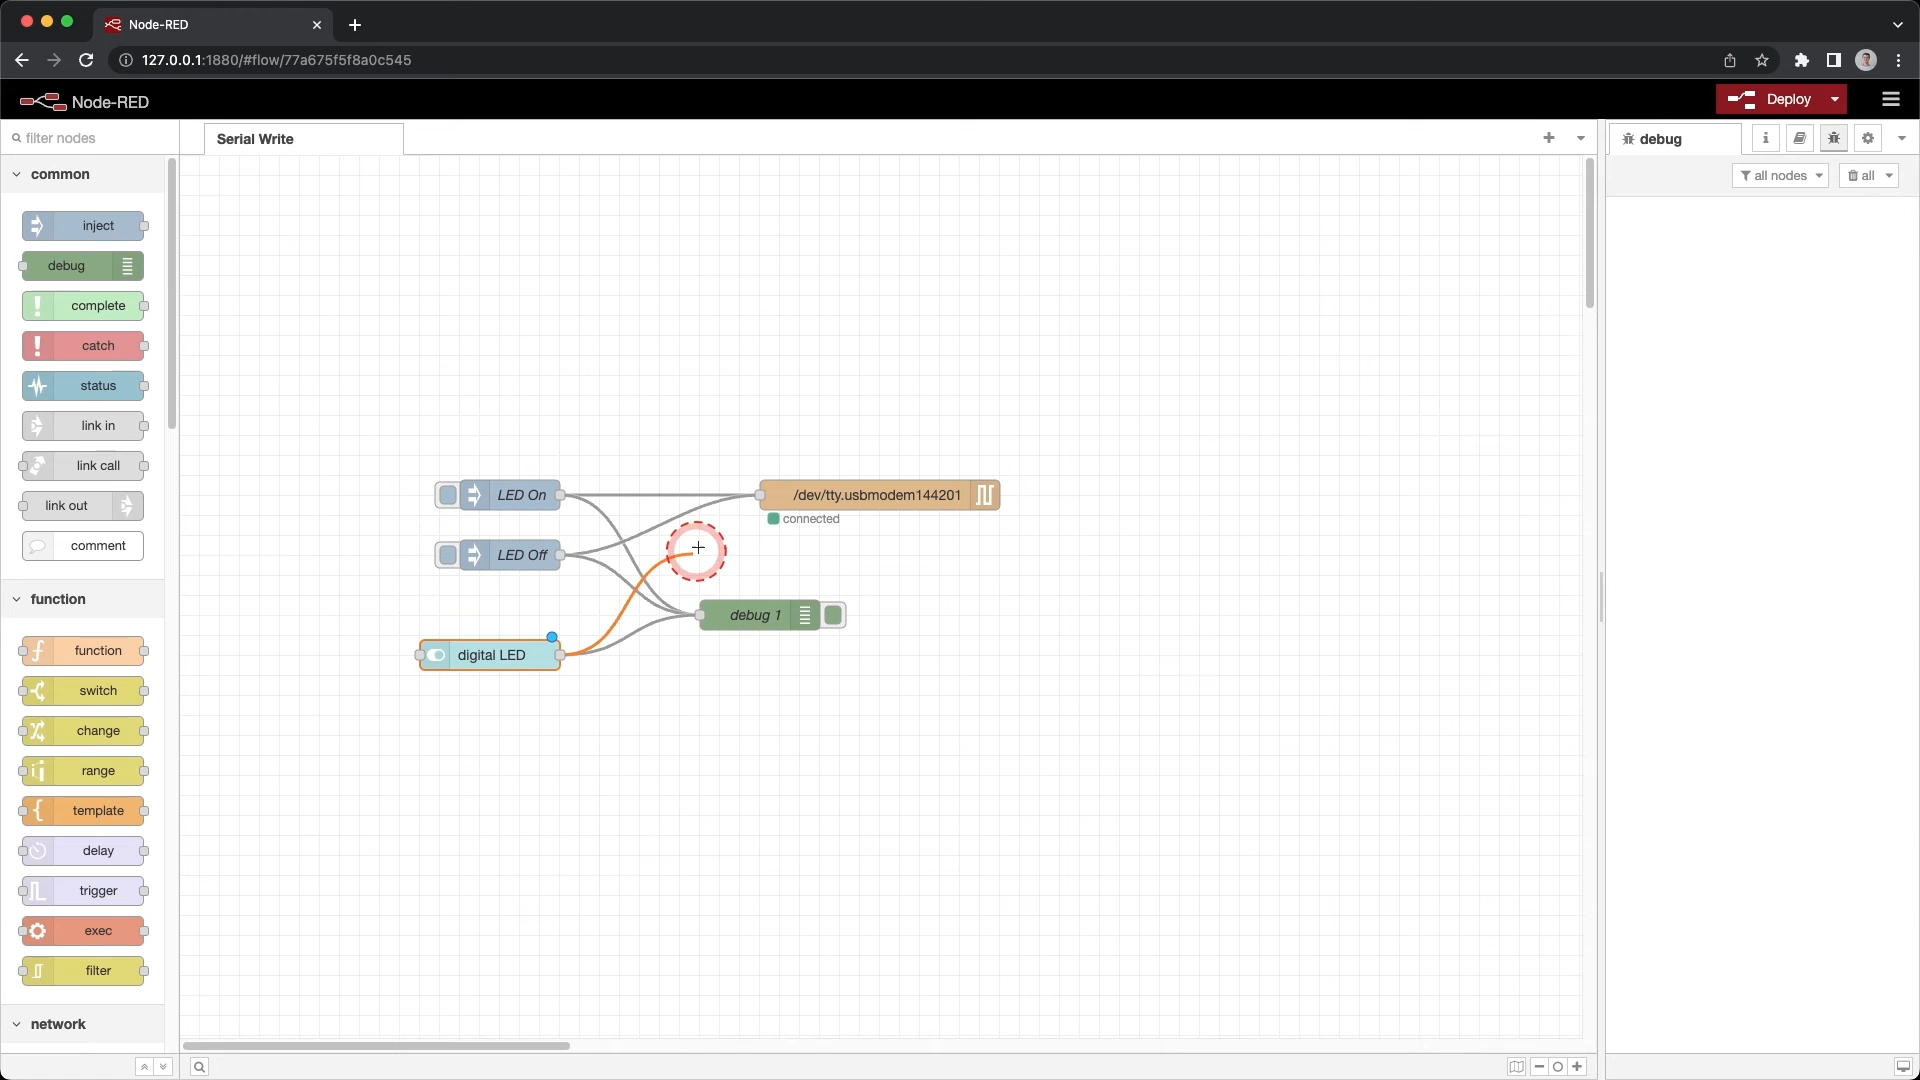 Node-RED
127.0.0.1:1880/#flow/77a675f5f8a0c545
Node-RED
Deploy
filter nodes
Serial Write
debug
i
common
all nodes
all
inject
debug
complete
catch
status
link in
link call
link out
comment
function
function
switch
change
range
template
delay
trigger
exec
filter
network
LED On
/dev/tty.usbmodem144201
connected
LED Off
debug 1
digital LED